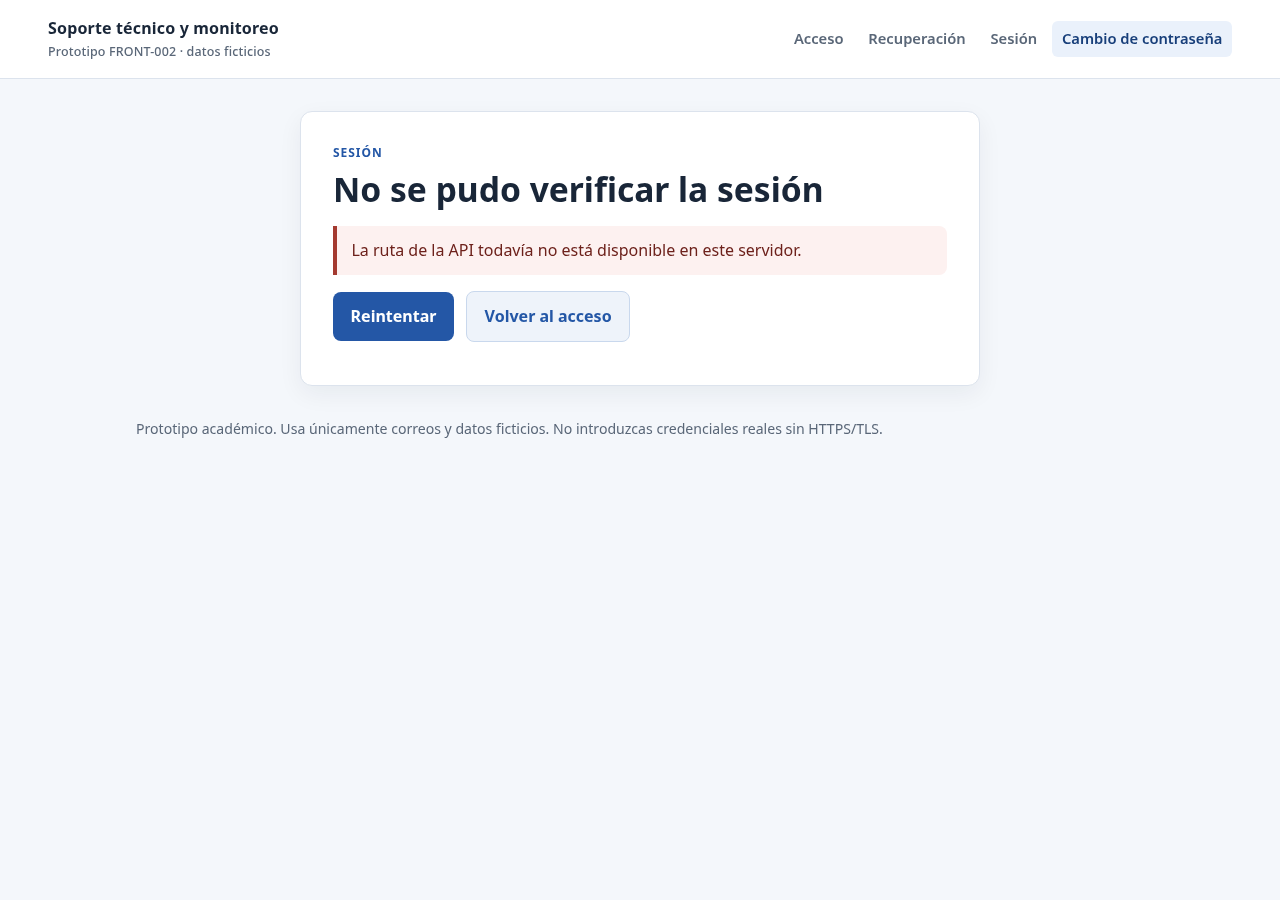 Soporte técnico y monitoreo
Prototipo FRONT-002 · datos ficticios
Acceso
Recuperación
Sesión
Cambio de contraseña
SESIÓN
No se pudo verificar la sesión
La ruta de la API todavía no está disponible en este servidor.
Reintentar
Volver al acceso
Prototipo académico. Usa únicamente correos y datos ficticios. No introduzcas credenciales reales sin HTTPS/TLS.